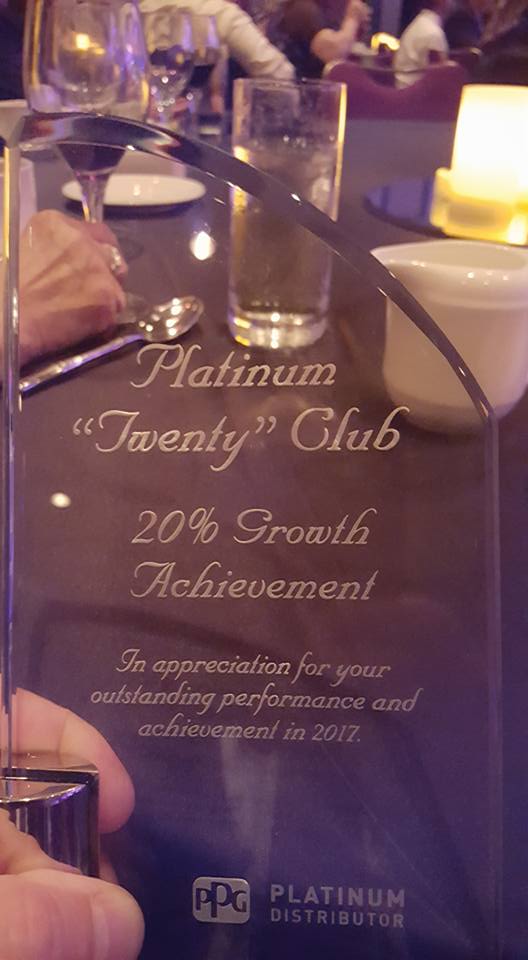 Platinum
“Twenty” Club
20% Growth
Achievement
In appreciation for your
outstanding performance and
achievement in 2017.
PPG PLATINUM
DISTRIBUTOR